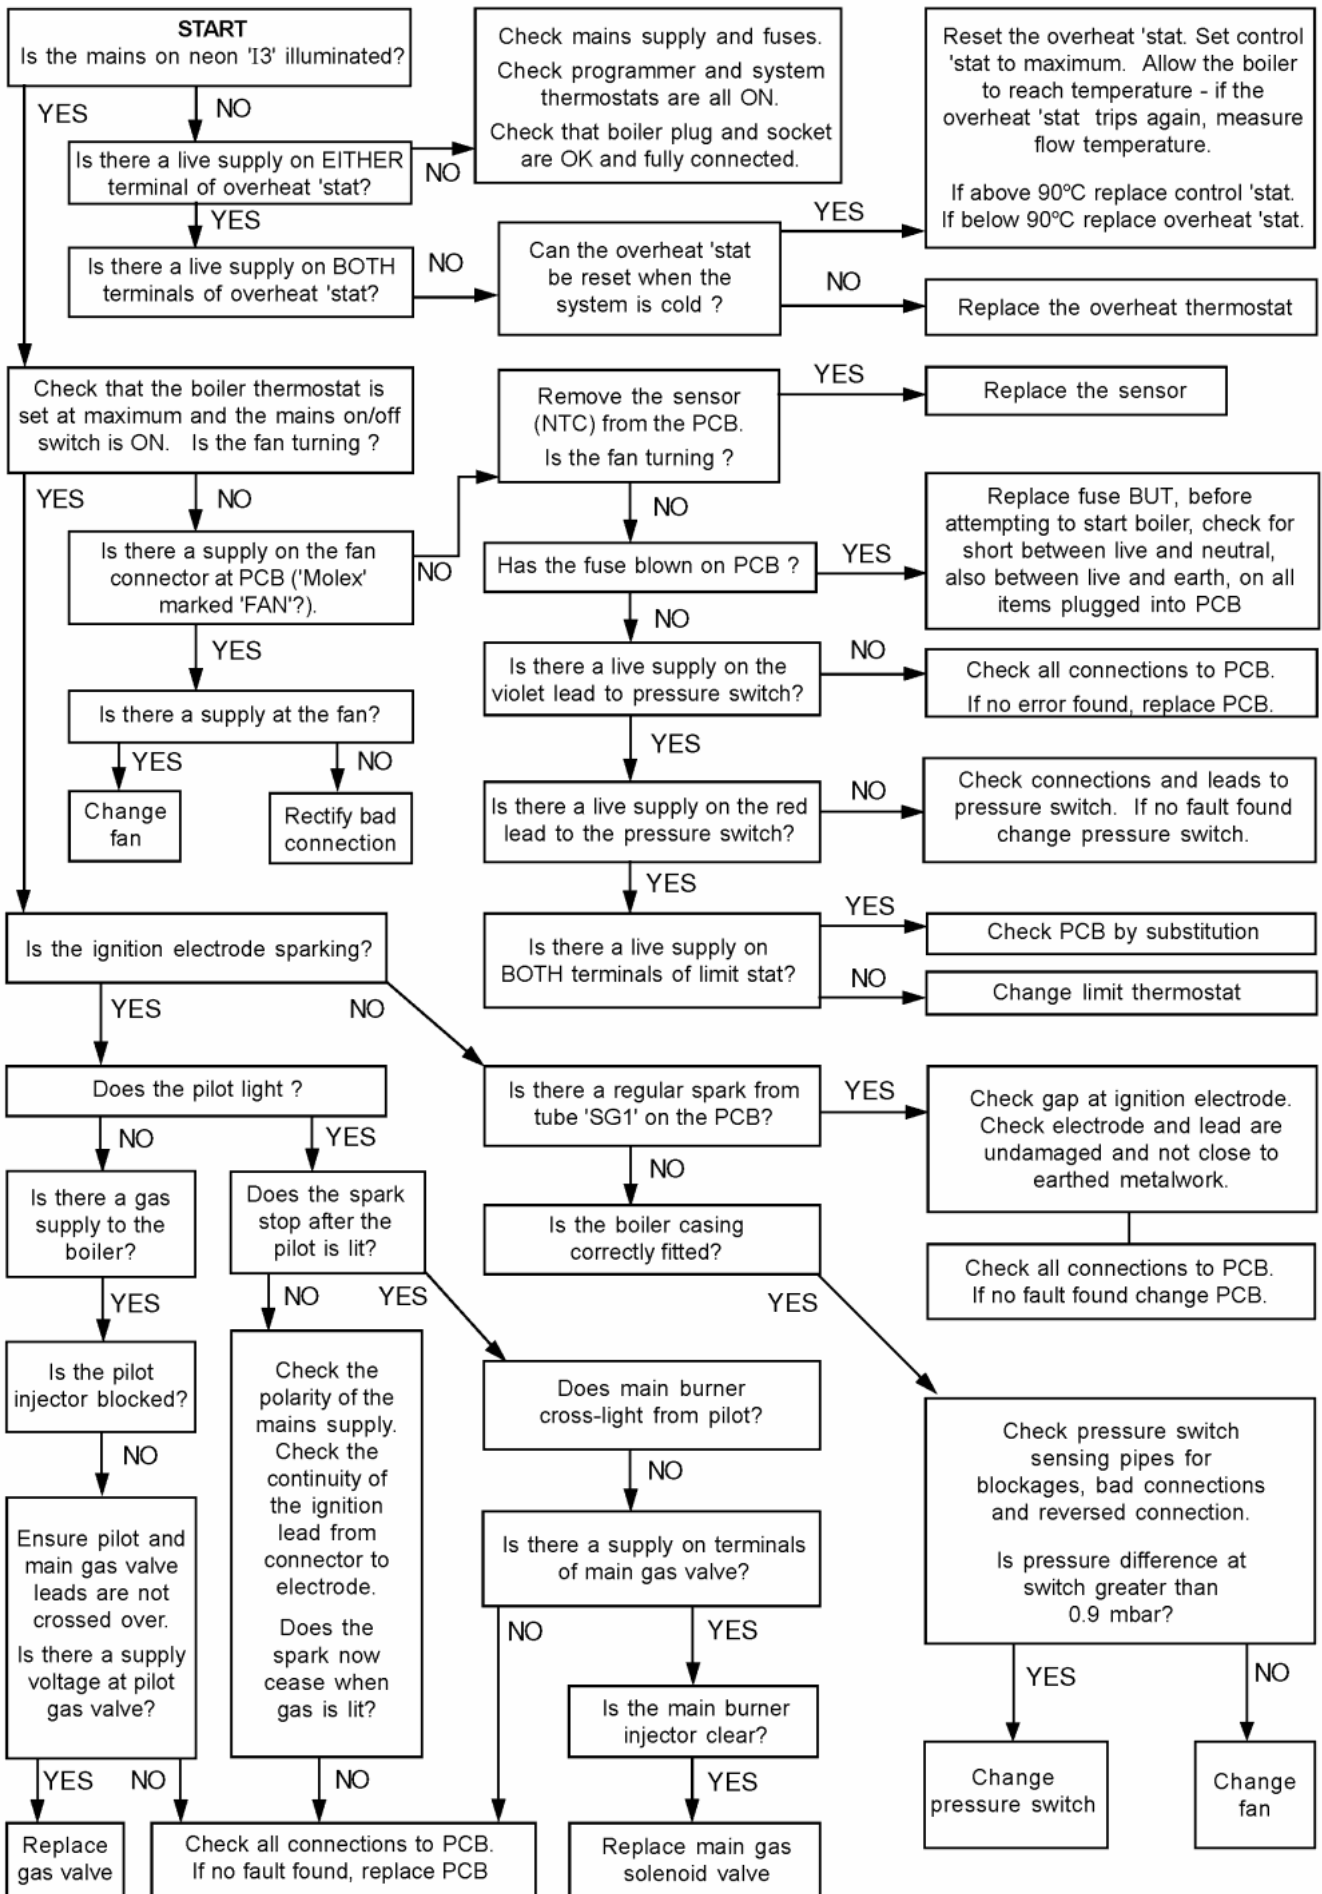 START
Is the mains on neon 'I3' illuminated?
YES
NO
Is there a live supply on EITHER
terminal of overheat 'stat?
NO
Check mains supply and fuses.
Check programmer and system
thermostats are all ON.
Check that boiler plug and socket
are OK and fully connected.
YES
Is there a live supply on BOTH
terminals of overheat 'stat?
NO
Can the overheat 'stat
be reset when the
system is cold ?
YES
Reset the overheat 'stat. Set control
'stat to maximum. Allow the boiler
to reach temperature - if the
overheat 'stat trips again, measure
flow temperature.
If above 90°C replace control 'stat.
If below 90°C replace overheat 'stat.
NO
Replace the overheat thermostat
Check that the boiler thermostat is
set at maximum and the mains on/off
switch is ON. Is the fan turning ?
YES
NO
Is there a supply on the fan
connector at PCB ('Molex'
marked 'FAN'?).
NO
YES
Is there a supply at the fan?
YES
NO
Change
fan
Rectify bad
connection
Remove the sensor
(NTC) from the PCB.
Is the fan turning ?
YES
Replace the sensor
NO
Has the fuse blown on PCB ?
YES
Replace fuse BUT, before
attempting to start boiler, check for
short between live and neutral,
also between live and earth, on all
items plugged into PCB
NO
Is there a live supply on the
violet lead to pressure switch?
NO
Check all connections to PCB.
If no error found, replace PCB.
YES
Is there a live supply on the red
lead to the pressure switch?
NO
Check connections and leads to
pressure switch. If no fault found
change pressure switch.
YES
Is there a live supply on
BOTH terminals of limit stat?
YES
Check PCB by substitution
NO
Change limit thermostat
Is the ignition electrode sparking?
YES
NO
Does the pilot light ?
NO
YES
Is there a gas
supply to the
boiler?
YES
Is the pilot
injector blocked?
NO
Ensure pilot and
main gas valve
leads are not
crossed over.
Is there a supply
voltage at pilot
gas valve?
YES
NO
Replace
gas valve
Does the spark
stop after the
pilot is lit?
NO
YES
Check the
polarity of the
mains supply.
Check the
continuity of
the ignition
lead from
connector to
electrode.
Does the
spark now
cease when
gas is lit?
NO
Check all connections to PCB.
If no fault found, replace PCB
Is there a regular spark from
tube 'SG1' on the PCB?
YES
Check gap at ignition electrode.
Check electrode and lead are
undamaged and not close to
earthed metalwork.
Check all connections to PCB.
If no fault found change PCB.
NO
Is the boiler casing
correctly fitted?
YES
Does main burner
cross-light from pilot?
NO
Is there a supply on terminals
of main gas valve?
NO
YES
Is the main burner
injector clear?
YES
Replace main gas
solenoid valve
Check pressure switch
sensing pipes for
blockages, bad connections
and reversed connection.
Is pressure difference at
switch greater than
0.9 mbar?
YES
NO
Change
pressure switch
Change
fan